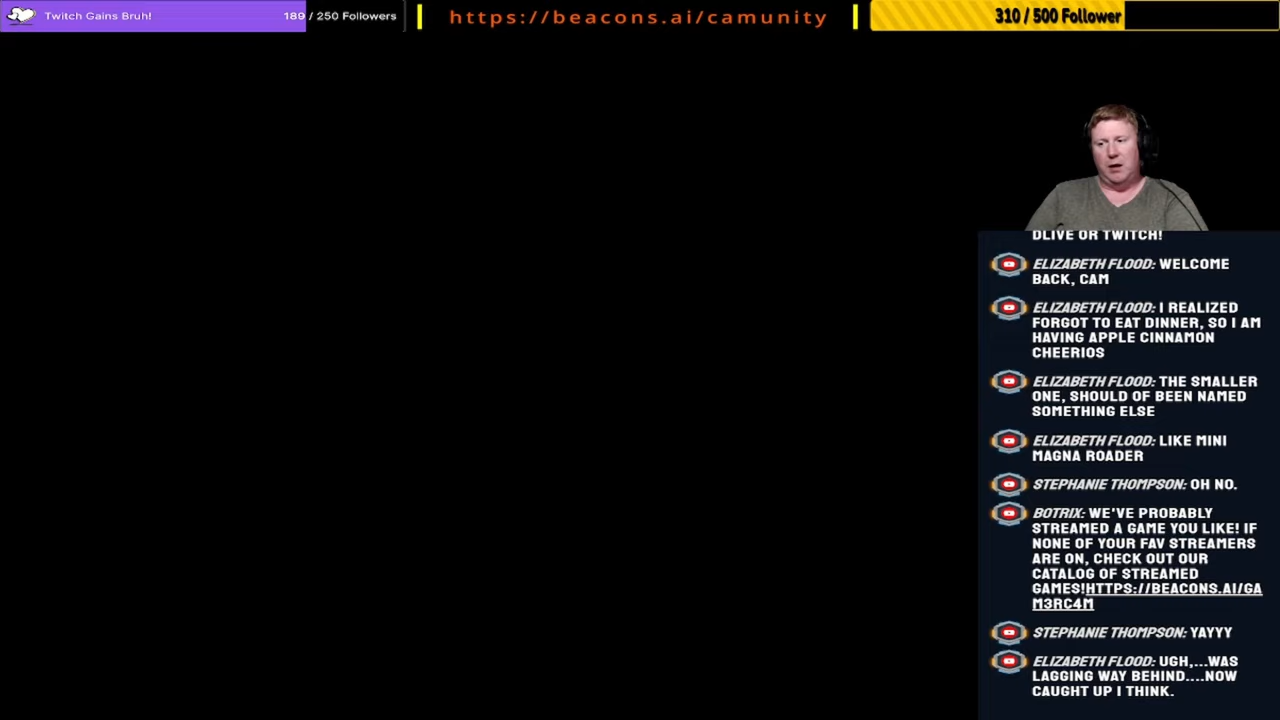 Twitch Gains Bruh! 189 / 250 Followers
https://beacons.ai/camunity
310 / 500 Follower
DLIVE OR TWITCH!
ELIZABETH FLOOD: WELCOME
BACK, CAM
ELIZABETH FLOOD: I REALIZED
FORGOT TO EAT DINNER, SO I AM
HAVING APPLE CINNAMON
CHEERIOS
ELIZABETH FLOOD: THE SMALLER
ONE, SHOULD OF BEEN NAMED
SOMETHING ELSE
ELIZABETH FLOOD: LIKE MINI
MAGNA ROADER
STEPHANIE THOMPSON: OH NO.
BOTRIX: WE'VE PROBABLY
STREAMED A GAME YOU LIKE! IF
NONE OF YOUR FAV STREAMERS
ARE ON, CHECK OUT OUR
CATALOG OF STREAMED
GAMES!HTTPS://BEACONS.AI/GA
M3RC4M
STEPHANIE THOMPSON: YAYYY
ELIZABETH FLOOD: UGH,...WAS
LAGGING WAY BEHIND....NOW
CAUGHT UP I THINK.